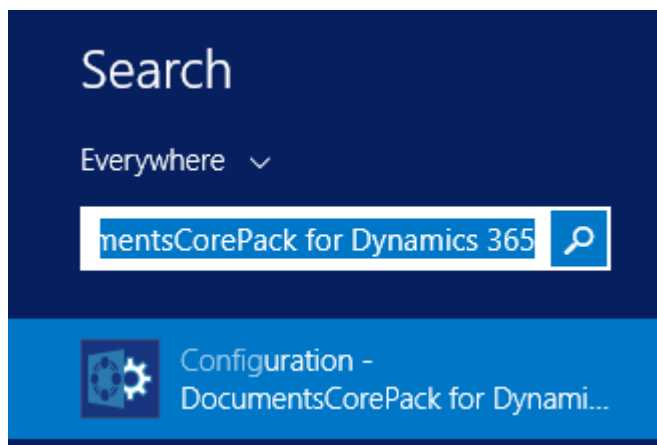 Search
Everywhere
mentsCorePack for Dynamics 365
Configuration -
DocumentsCorePack for Dynami...